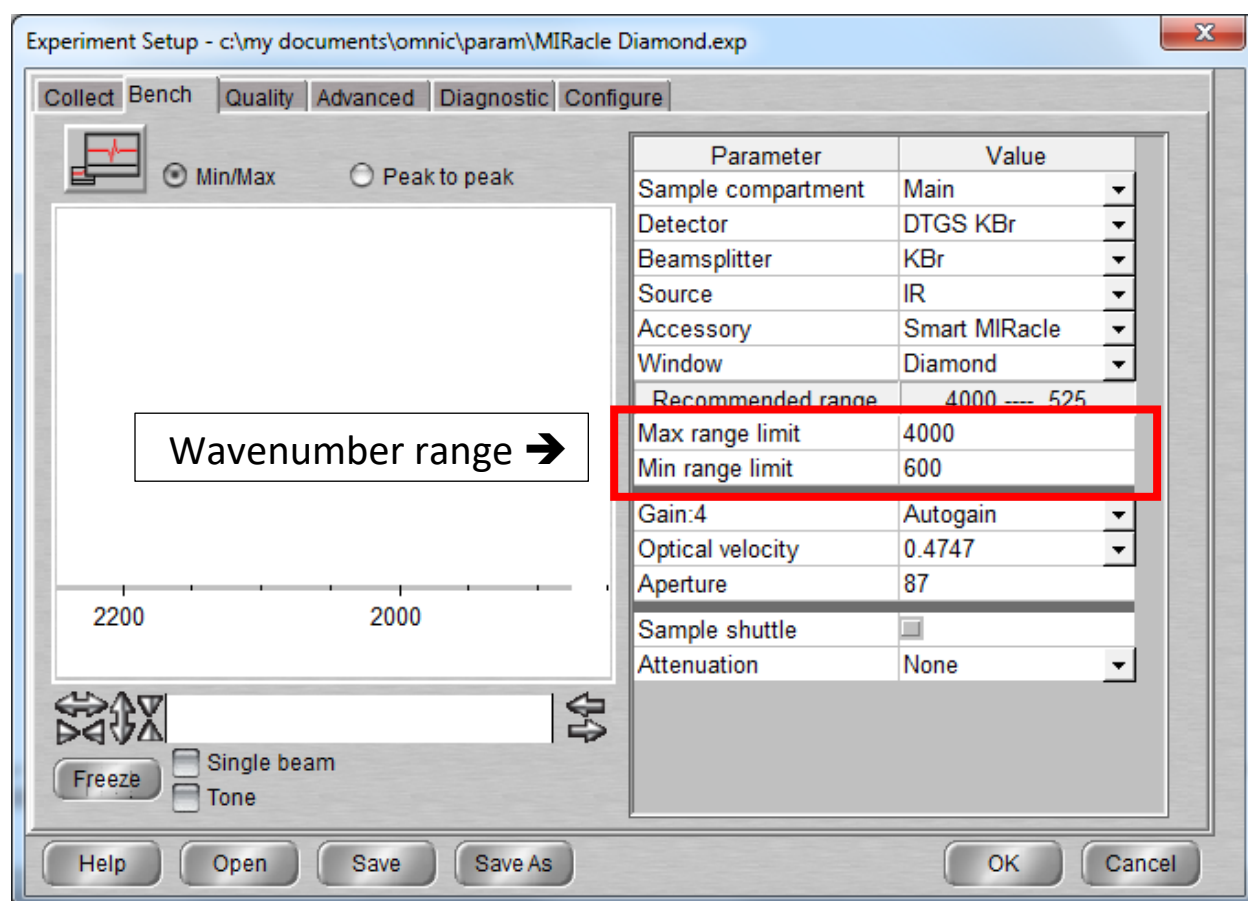 Experiment Setup - c:\my documents\omnic\param\MIRacle Diamond.exp
x
Collect Bench Quality Advanced Diagnostic Configure
Min/Max Peak to peak
2200 2000
Wavenumber range ➔
Parameter Value
Sample compartment Main
Detector DTGS KBr
Beamsplitter KBr
Source IR
Accessory Smart MIRacle
Window Diamond
Recommended range 4000 ---- 525
Max range limit 4000
Min range limit 600
Gain:4 Autogain
Optical velocity 0.4747
Aperture 87
Sample shuttle
Attenuation None
Freeze
Single beam
Tone
Help Open Save Save As OK Cancel